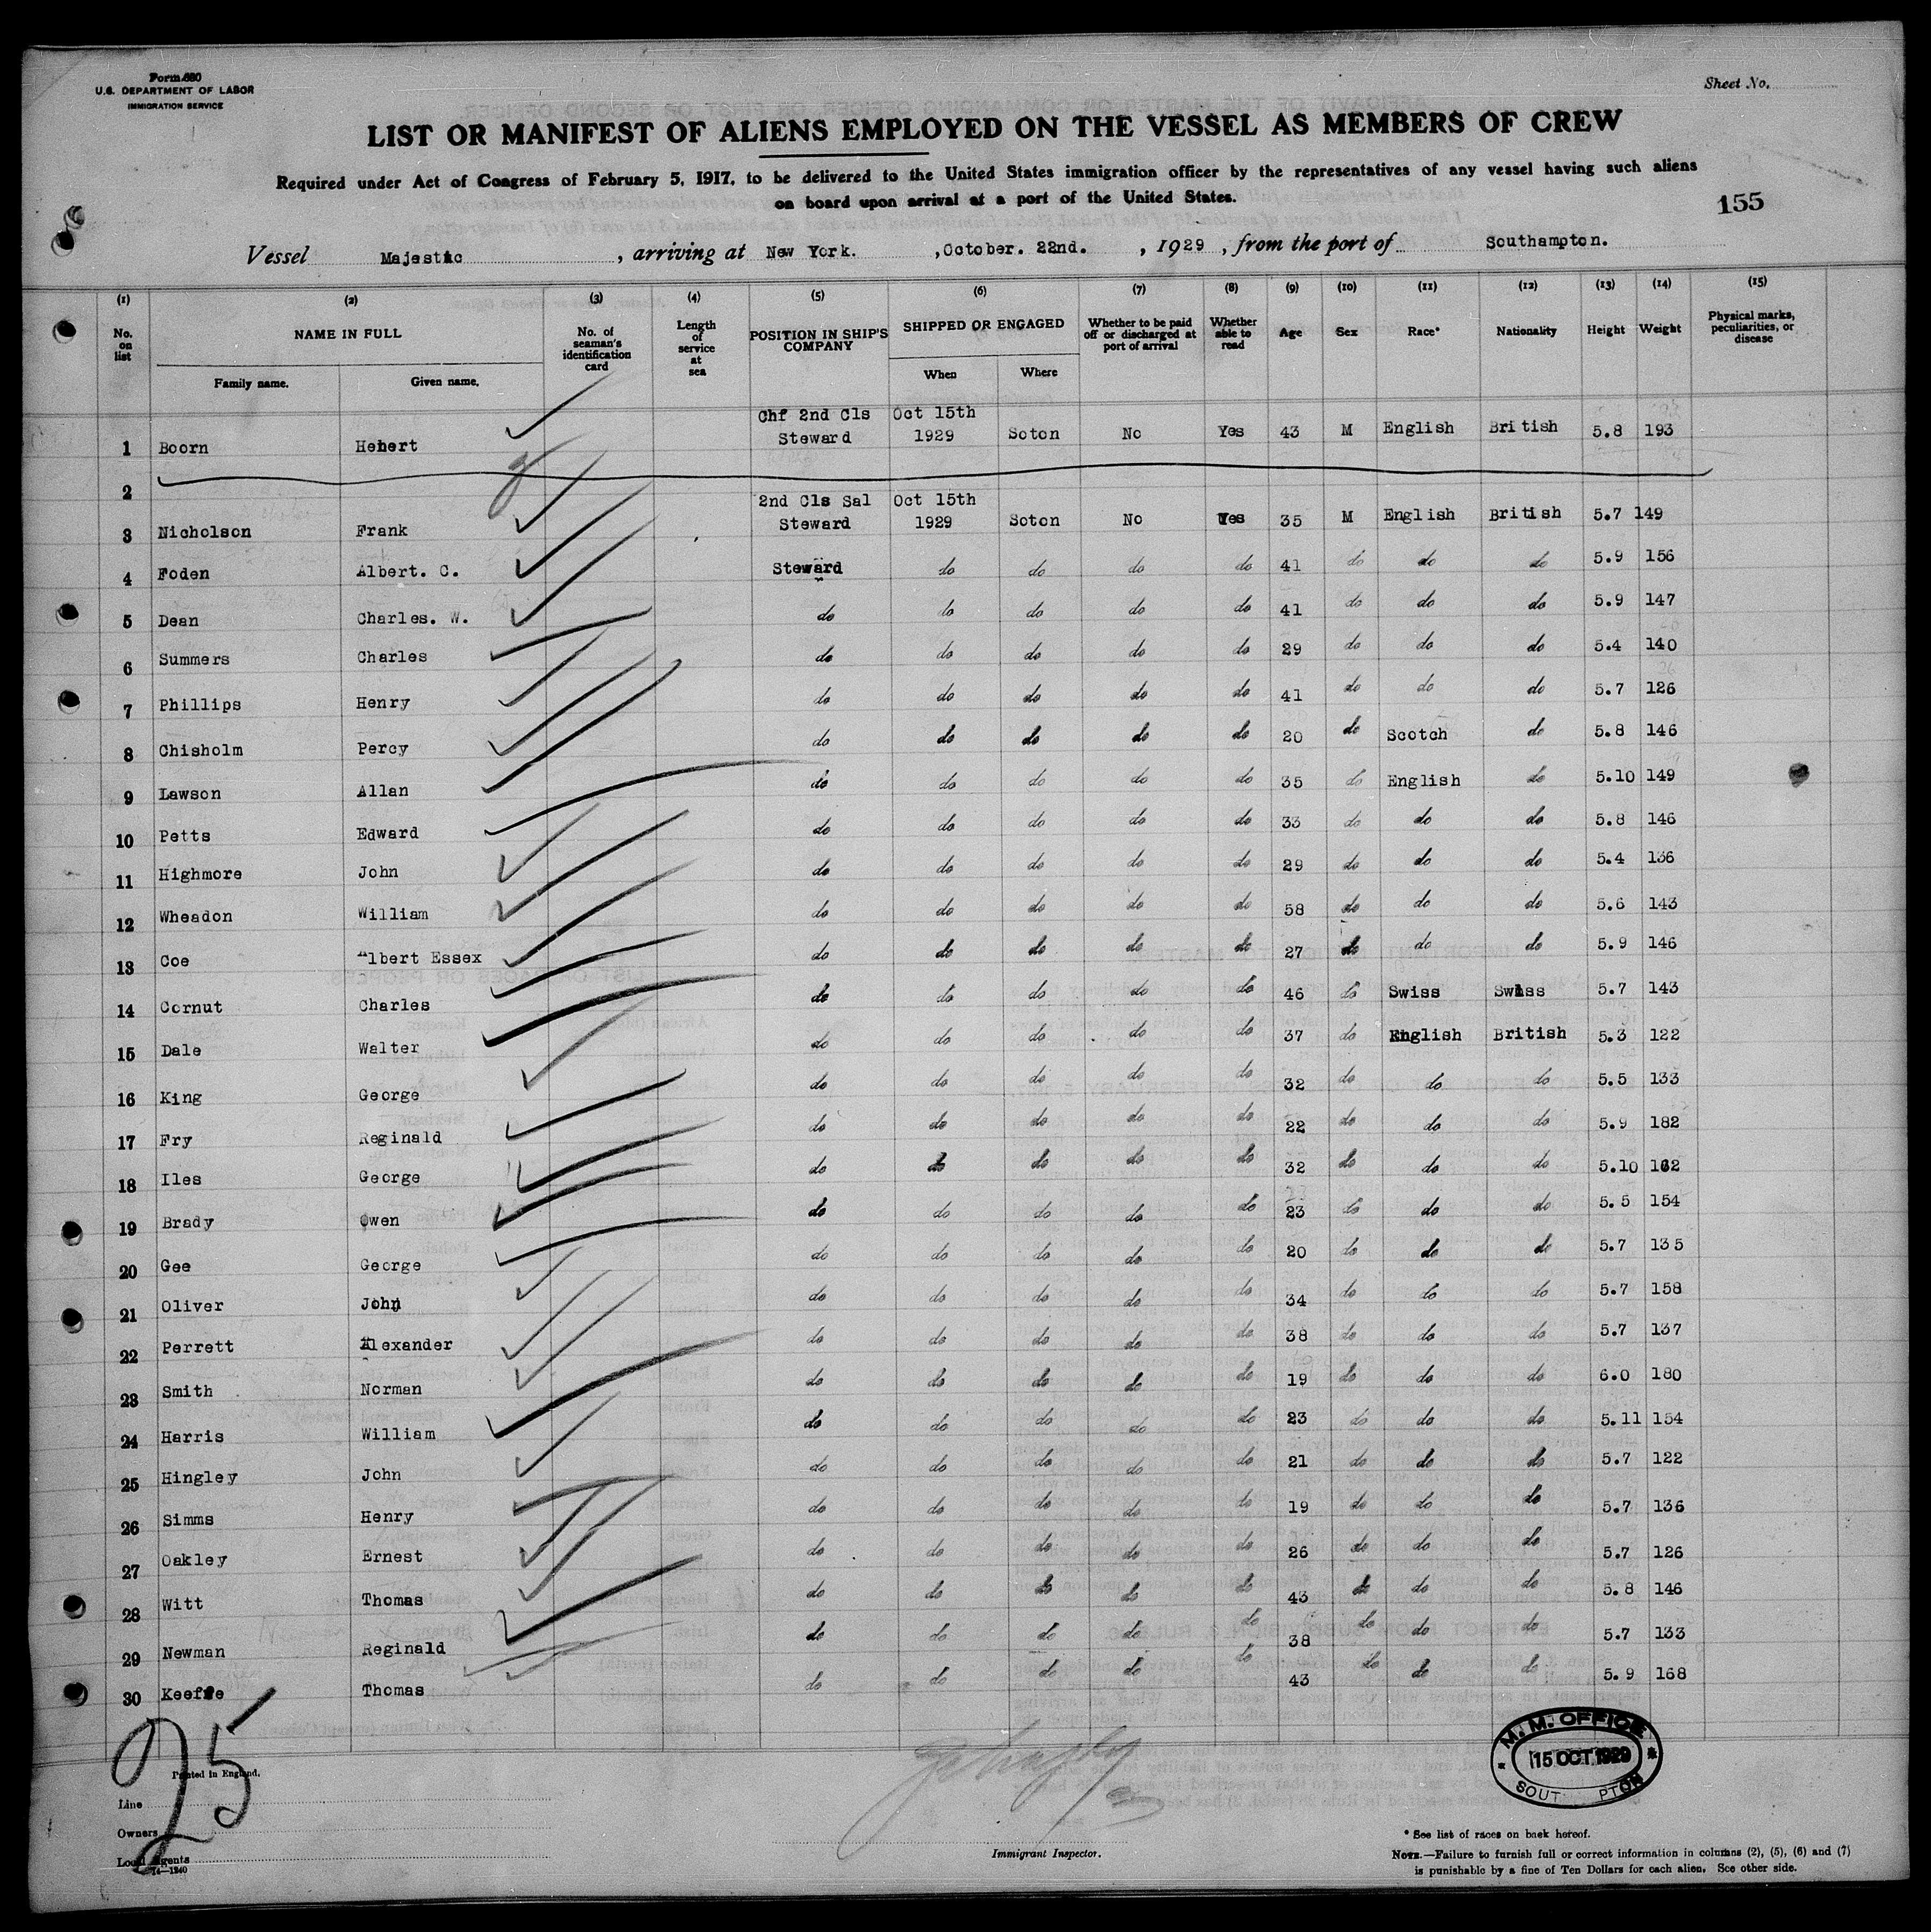 Form 680
U.S. DEPARTMENT OF LABOR
IMMIGRATION SERVICE
Sheet No.
LIST OR MANIFEST OF ALIENS EMPLOYED ON THE VESSEL AS MEMBERS OF CREW
Required under Act of Congress of February 5, 1917, to be delivered to the United States immigration officer by the representatives of any vessel having such aliens
on board upon arrival at a port of the United States.
155
Vessel Majestic , arriving at New York. ,October. 22nd. , 1929 , from the port of Southampton.
(1) (2) (3) (4) (5) (6) (7) (8) (9) (10) (11) (12) (13) (14) (15)
No. on list NAME IN FULL Family name. Given name. No. of seaman's identification card Length of service at sea POSITION IN SHIP'S COMPANY SHIPPED OR ENGAGED When Where Whether to be paid off or discharged at port of arrival Whether able to read Age Sex Race* Nationality Height Weight Physical marks, peculiarities, or disease
1 Boorn Hebert Chf 2nd Cls Steward Oct 15th 1929 Soton No Yes 43 M English British 5.8 193
2
3 Nicholson Frank 2nd Cls Sal Steward Oct 15th 1929 Soton No Yes 35 M English British 5.7 149
4 Foden Albert. C. Steward do do do do 41 do do do 5.9 156
5 Dean Charles. W. do do do do do 41 do do do 5.9 147
6 Summers Charles do do do do do 29 do do do 5.4 140
7 Phillips Henry do do do do do 41 do do do 5.7 126
8 Chisholm Percy do do do do do 20 do Scotch do 5.8 146
9 Lawson Allan do do do do do 35 do English do 5.10 149
10 Petts Edward do do do do do 33 do do do 5.8 146
11 Highmore John do do do do do 29 do do do 5.4 136
12 Wheadon William do do do do do 58 do do do 5.6 143
13 Coe Albert Essex do do do do do 27 do do do 5.9 146
14 Cornut Charles do do do do do 46 do Swiss Swiss 5.7 143
15 Dale Walter do do do do do 37 do English British 5.3 122
16 King George do do do do do 32 do do do 5.5 133
17 Fry Reginald do do do do do 22 do do do 5.9 182
18 Iles George do do do do do 32 do do do 5.10 162
19 Brady Owen do do do do do 23 do do do 5.5 154
20 Gee George do do do do do 20 do do do 5.7 135
21 Oliver John do do do do do 34 do do do 5.7 158
22 Perrett Alexander do do do do do 38 do do do 5.7 137
23 Smith Norman do do do do do 19 do do do 6.0 180
24 Harris William do do do do do 23 do do do 5.11 154
25 Hingley John do do do do do 21 do do do 5.7 122
26 Simms Henry do do do do do 19 do do do 5.7 136
27 Oakley Ernest do do do do do 26 do do do 5.7 126
28 Witt Thomas do do do do do 43 do do do 5.8 146
29 Newman Reginald do do do do do 38 do do do 5.7 133
30 Keeffe Thomas do do do do do 43 do do do 5.9 168
M. M. OFFICE
15 OCT 1929
SOUT PTON
Printed in England.
Line
Owners
Local Agents
14—1240
Immigrant Inspector.
* See list of races on back hereof.
NOTE.—Failure to furnish full or correct information in columns (2), (5), (6) and (7)
is punishable by a fine of Ten Dollars for each alien. See other side.